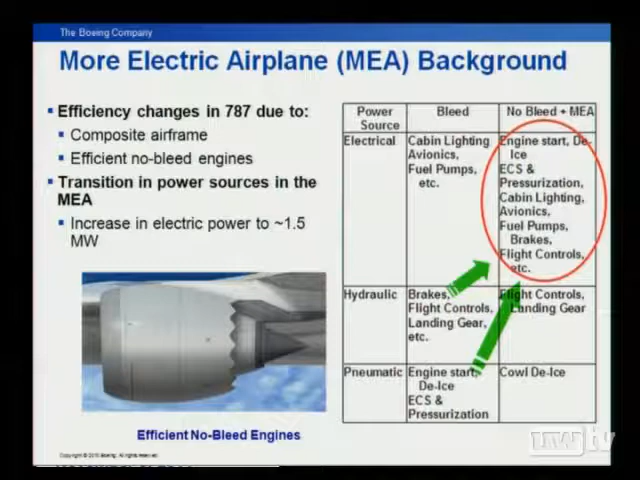 The Boeing Company
More Electric Airplane (MEA) Background
Efficiency changes in 787 due to:
Composite airframe
Efficient no-bleed engines
Transition in power sources in the
MEA
Increase in electric power to ~1.5
MW
Efficient No-Bleed Engines
Power
Source
Bleed
No Bleed + MEA
Electrical
Cabin Lighting
Avionics,
Fuel Pumps,
etc.
Engine start, De-
Ice
ECS &
Pressurization,
Cabin Lighting,
Avionics,
Fuel Pumps,
Brakes,
Flight Controls,
etc.
Hydraulic
Brakes,
Flight Controls,
Landing Gear,
etc.
Flight Controls,
Landing Gear
Pneumatic
Engine start,
De-Ice
ECS &
Pressurization
Cowl De-Ice
Copyright © 2010 Boeing. All rights reserved.